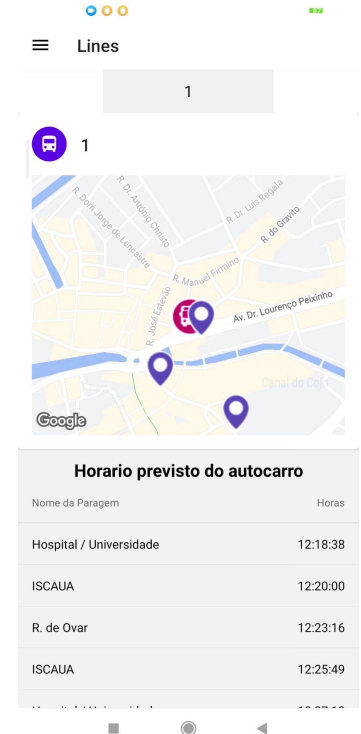 Lines
1
1
R. Dom Jorge de Lencastre
R. Dr. António Christo
R. Dr. Luis Regala
R. do Gravito
R. Manuel Firmino
R. José Estevão
Av. Dr. Lourenço Peixinho
Canal do Cojo
Google
Horario previsto do autocarro
Nome da Paragem Horas
Hospital / Universidade 12:18:38
ISCAUA 12:20:00
R. de Ovar 12:23:16
ISCAUA 12:25:49